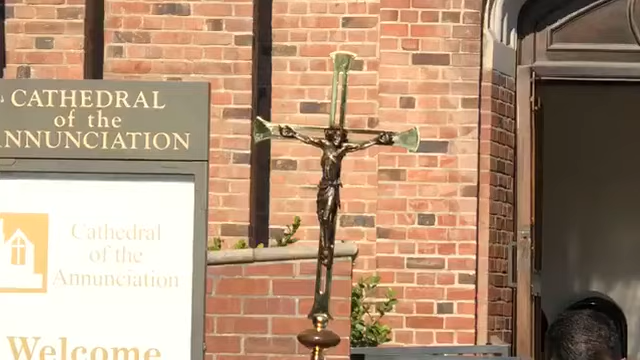 CATHEDRAL
of the
ANNUNCIATION
Cathedral
of the
Annunciation
Welcome